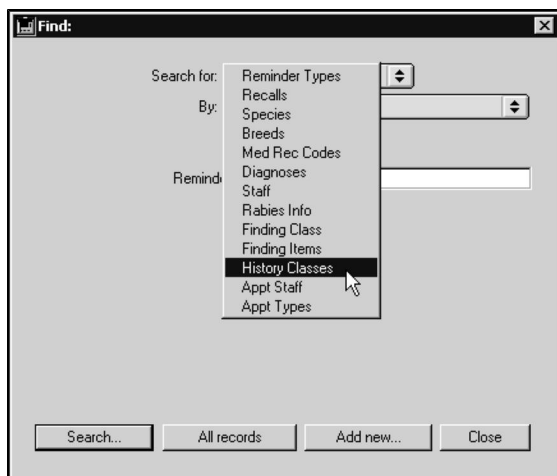 Find:
Search for:
Reminder Types
Recalls
By:
Species
Breeds
Med Rec Codes
Diagnoses
Remind
Staff
Rabies Info
Finding Class
Finding Items
History Classes
Appt Staff
Appt Types
Search...
All records
Add new...
Close